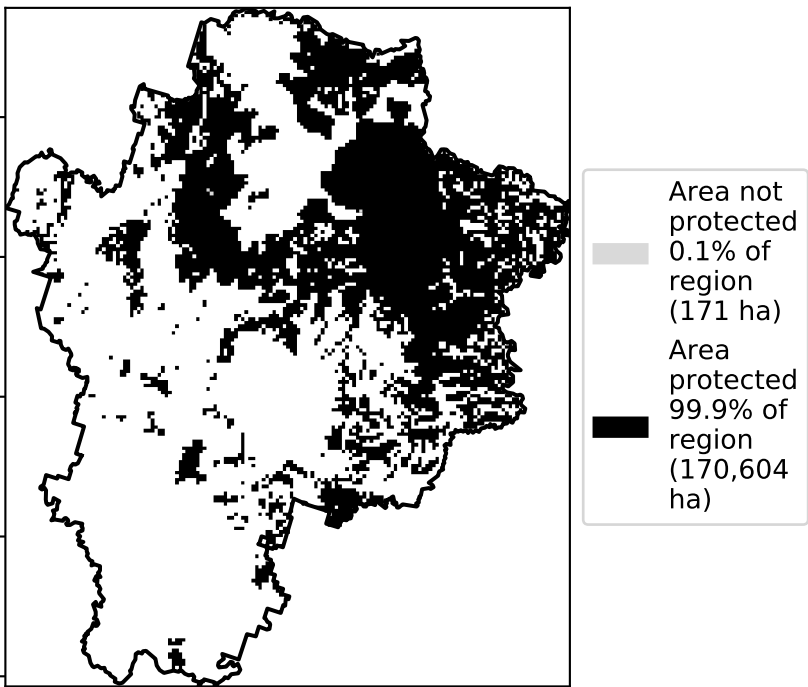 Area not
protected
0.1% of
region
(171 ha)
Area
protected
99.9% of
region
(170,604
ha)